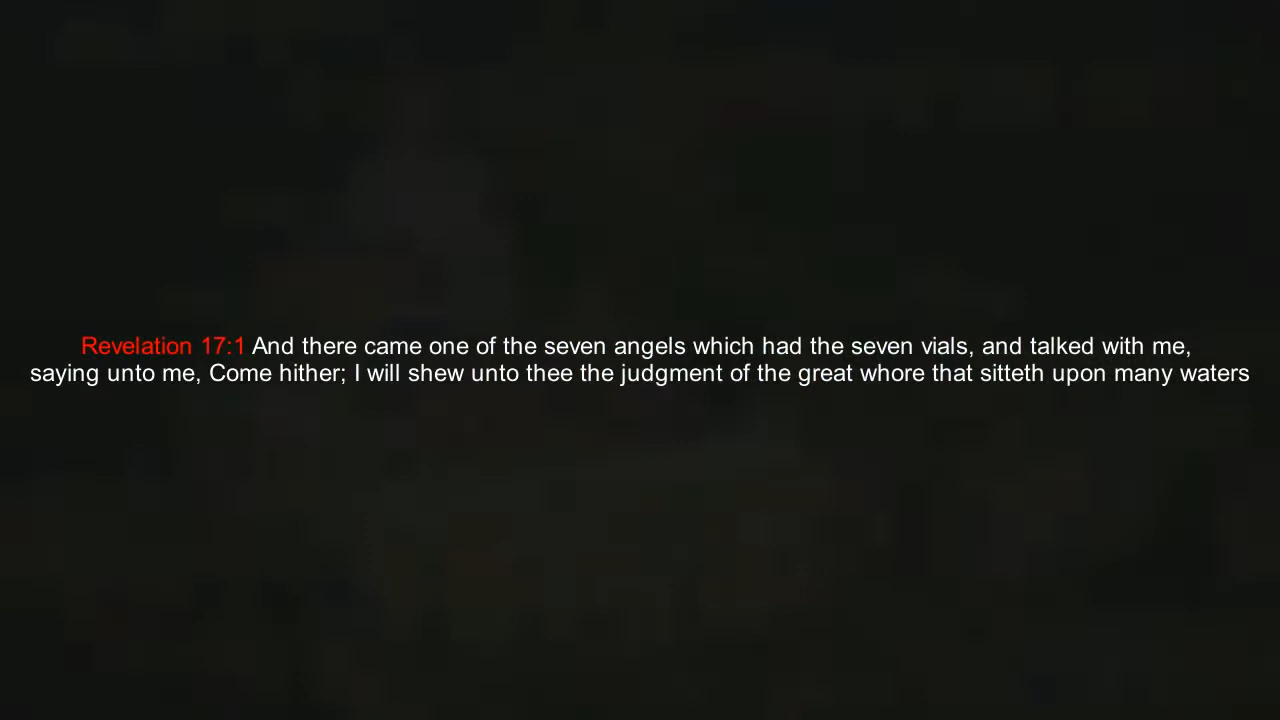 Revelation 17:1 And there came one of the seven angels which had the seven vials, and talked with me,
saying unto me, Come hither; I will shew unto thee the judgment of the great whore that sitteth upon many waters